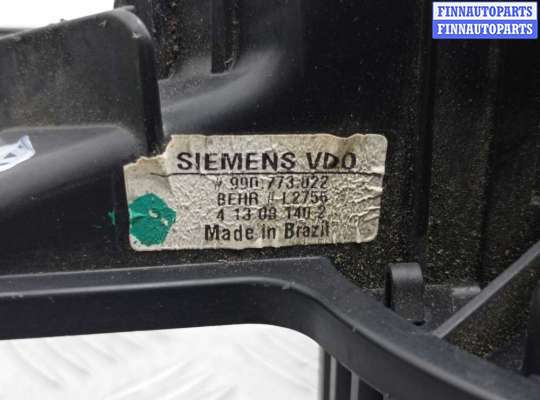 FINNAUTOPARTS
FINNAUTOPARTS
SIEMENS VDO
# 990.773.022
BEHR # L2756
4 13 08 140 2
Made in Brazil